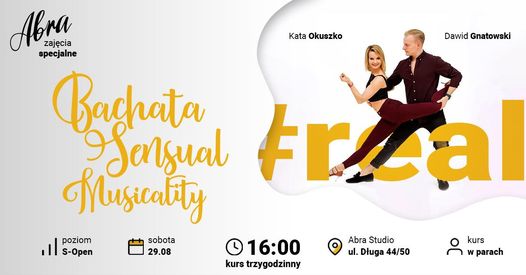 Abra
zajęcia
specjalne
Kata Okuszko
Dawid Gnatowski
Bachata
Sensual
Musicality
#real
poziom
S-Open
sobota
29.08
16:00
kurs trzygodzinny
Abra Studio
ul. Długa 44/50
kurs
w parach